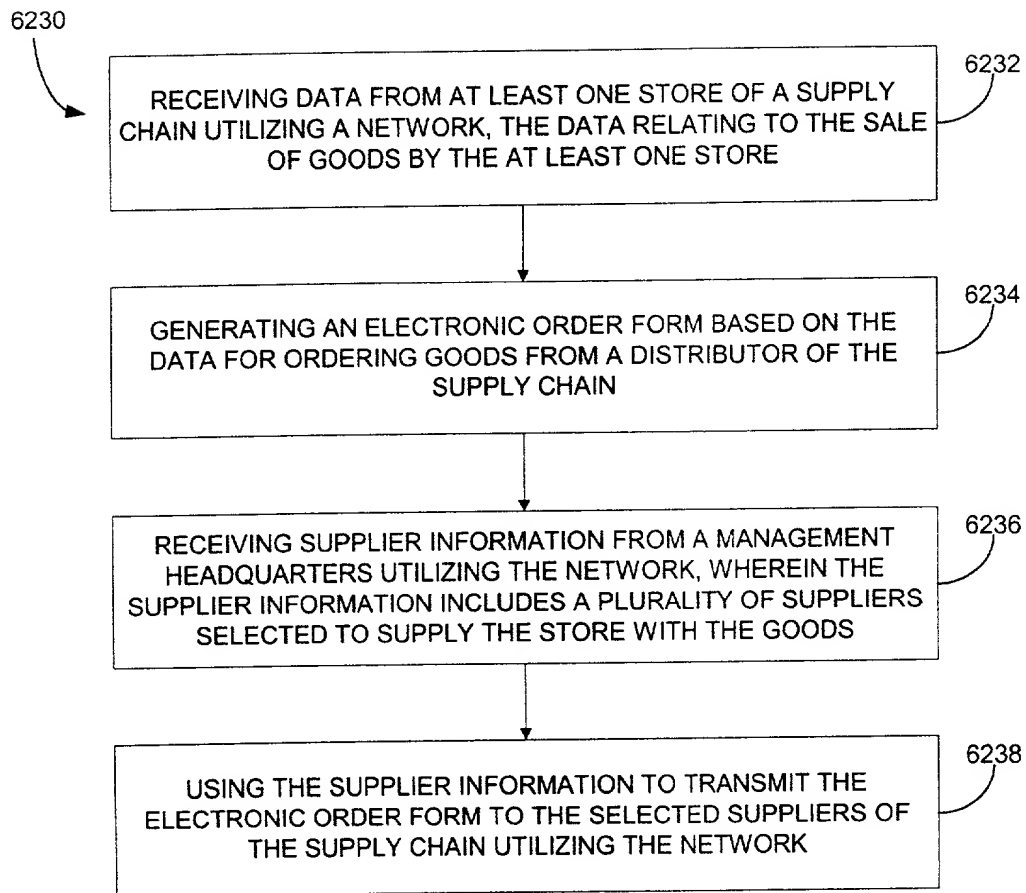 6230
6232
RECEIVING DATA FROM AT LEAST ONE STORE OF A SUPPLY
CHAIN UTILIZING A NETWORK, THE DATA RELATING TO THE SALE
OF GOODS BY THE AT LEAST ONE STORE
6234
GENERATING AN ELECTRONIC ORDER FORM BASED ON THE
DATA FOR ORDERING GOODS FROM A DISTRIBUTOR OF THE
SUPPLY CHAIN
6236
RECEIVING SUPPLIER INFORMATION FROM A MANAGEMENT
HEADQUARTERS UTILIZING THE NETWORK, WHEREIN THE
SUPPLIER INFORMATION INCLUDES A PLURALITY OF SUPPLIERS
SELECTED TO SUPPLY THE STORE WITH THE GOODS
6238
USING THE SUPPLIER INFORMATION TO TRANSMIT THE
ELECTRONIC ORDER FORM TO THE SELECTED SUPPLIERS OF
THE SUPPLY CHAIN UTILIZING THE NETWORK